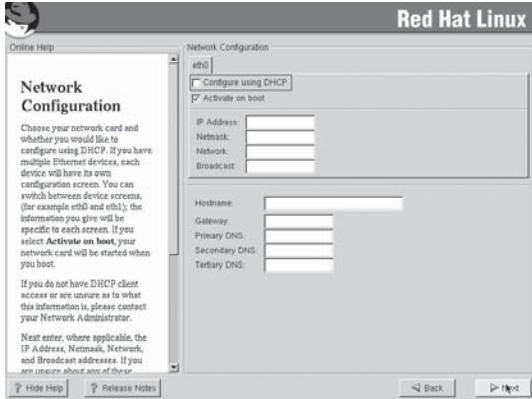 Red Hat Linux
Online Help
Network
Configuration
Choose your network card and
whether you would like to
configure using DHCP. If you have
multiple Ethernet devices, each
device will have its own
configuration screen. You can
switch between device screens,
(for example eth0 and eth1); the
information you give will be
specific to each screen. If you
select Activate on boot, your
network card will be started when
you boot.
If you do not have DHCP client
access or are unsure as to what
this information is, please contact
your Network Administrator.
Next enter, where applicable, the
IP Address, Netmask, Network,
and Broadcast addresses. If you
are unsure about any of these
Network Configuration
eth0
Configure using DHCP
Activate on boot
IP Address:
Netmask:
Network:
Broadcast:
Hostname:
Gateway:
Primary DNS:
Secondary DNS:
Tertiary DNS:
Hide Help
Release Notes
Back
Next